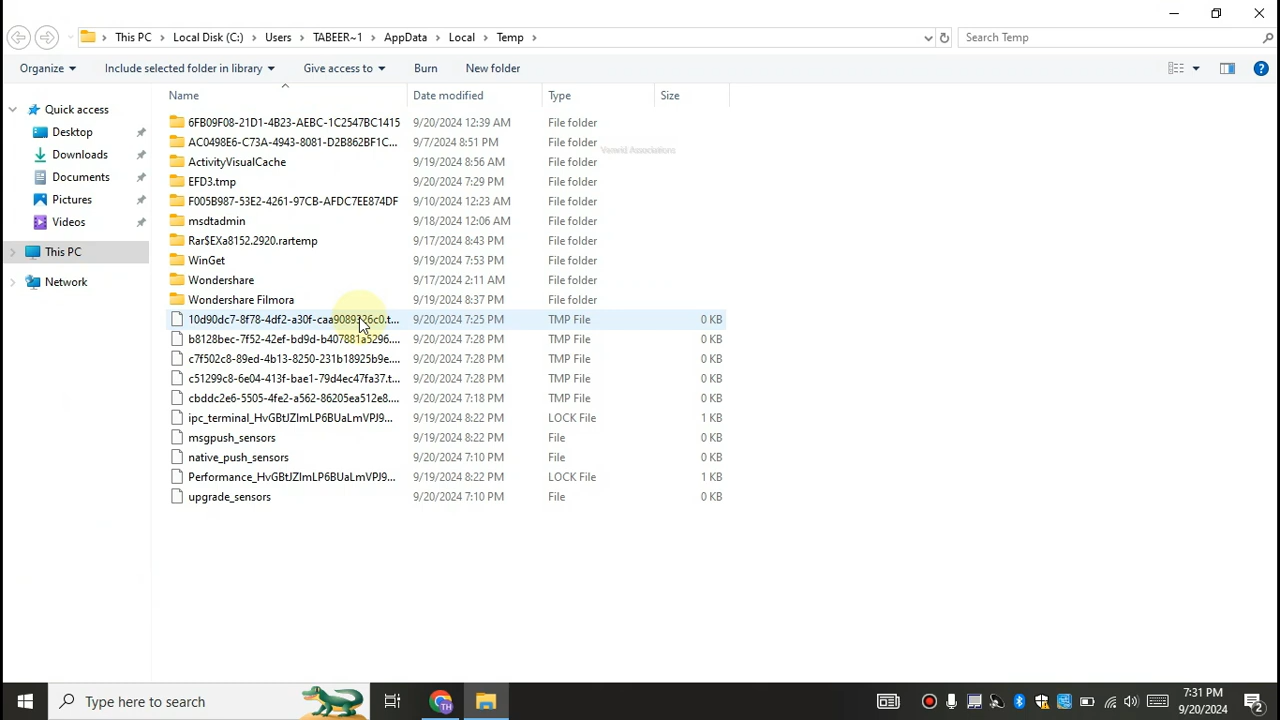 This PC > Local Disk (C:) > Users > TABEER~1 > AppData > Local > Temp >
Search Temp
Organize Include selected folder in library Give access to Burn New folder
Name Date modified Type Size
Quick access
Desktop
Downloads
Documents
Pictures
Videos
This PC
Network
6FB09F08-21D1-4B23-AEBC-1C2547BC1415 9/20/2024 12:39 AM File folder
AC0498E6-C73A-4943-8081-D2B862BF1C... 9/7/2024 8:51 PM File folder
ActivityVisualCache 9/19/2024 8:56 AM File folder
EFD3.tmp 9/20/2024 7:29 PM File folder
F005B987-53E2-4261-97CB-AFDC7EE874DF 9/10/2024 12:23 AM File folder
msdtadmin 9/18/2024 12:06 AM File folder
Rar$EXa8152.2920.rartemp 9/17/2024 8:43 PM File folder
WinGet 9/19/2024 7:53 PM File folder
Wondershare 9/17/2024 2:11 AM File folder
Wondershare Filmora 9/19/2024 8:37 PM File folder
9/20/2024 7:25 PM TMP File 0 KB
b8128bec-7f52-42ef-bd9d-b407881a5296.... 9/20/2024 7:28 PM TMP File 0 KB
c7f502c8-89ed-4b13-8250-231b18925b9e.... 9/20/2024 7:28 PM TMP File 0 KB
c51299c8-6e04-413f-bae1-79d4ec47fa37.t... 9/20/2024 7:28 PM TMP File 0 KB
cbddc2e6-5505-4fe2-a562-86205ea512e8.... 9/20/2024 7:18 PM TMP File 0 KB
ipc_terminal_HvGBtJZImLP6BUaLmVPJ9... 9/19/2024 8:22 PM LOCK File 1 KB
msgpush_sensors 9/19/2024 8:22 PM File 0 KB
native_push_sensors 9/20/2024 7:10 PM File 0 KB
Performance_HvGBtJZImLP6BUaLmVPJ9... 9/19/2024 8:22 PM LOCK File 1 KB
upgrade_sensors 9/20/2024 7:10 PM File 0 KB
Type here to search
7:31 PM
9/20/2024
2